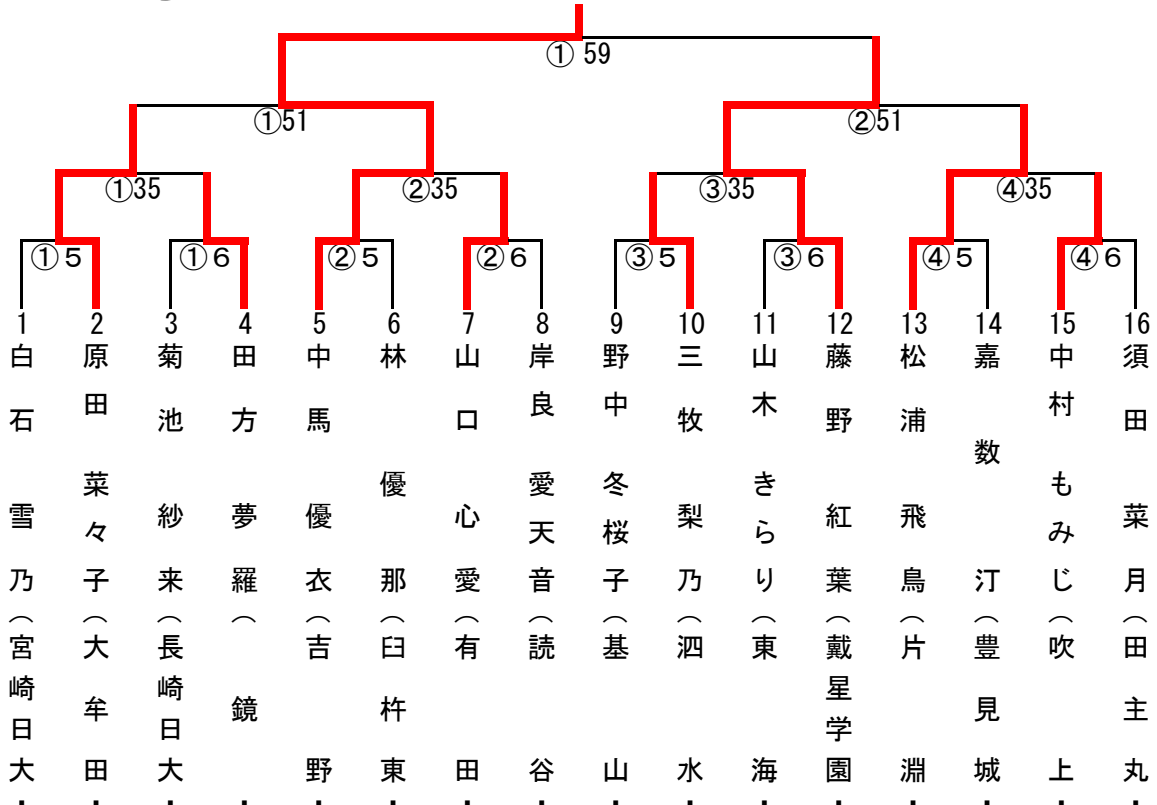 ① 59
①51
②51
①35
②35
③35
④35
①5
①6
②5
②6
③5
③6
④5
④6
1
2
3
4
5
6
7
8
9
10
11
12
13
14
15
16
白石 雪乃(宮崎日大
原田 菜々子(大牟田
菊池 紗来(長崎日大
田方 夢羅( 鏡
中馬 優衣(吉野
林 優那(臼杵東
山口 心愛(有田
岸良 愛天音(読谷
野中 冬桜子(基山
三牧 梨乃(泗水
山木 きらり(東海
藤野 紅葉(戴星学園
松浦 飛鳥(片淵
嘉数 汀(豊見城
中村 もみじ(吹上
須田 菜月(田主丸